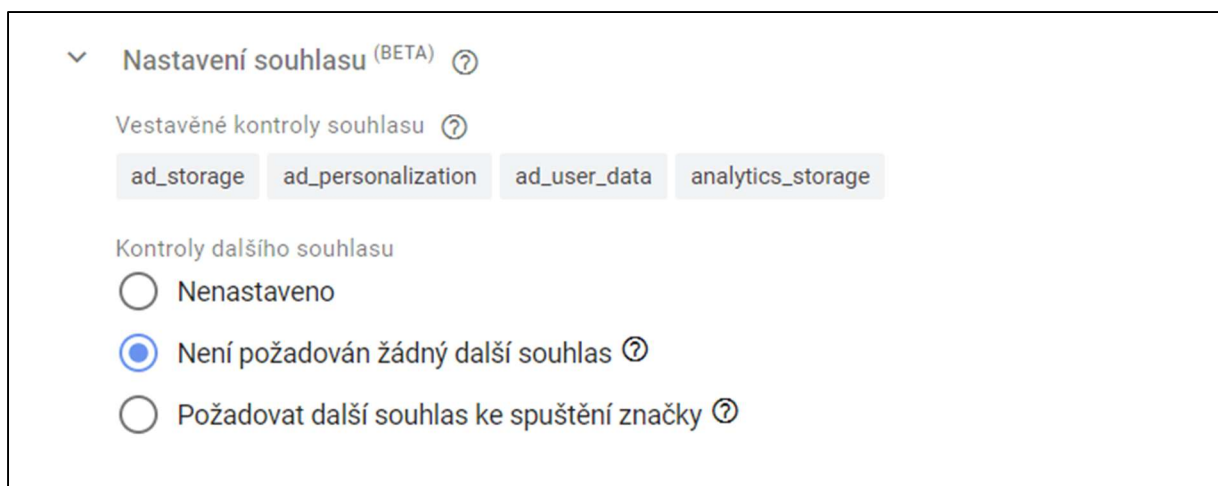 Nastavení souhlasu (BETA)
Vestavěné kontroly souhlasu
ad_storage ad_personalization ad_user_data analytics_storage
Kontroly dalšího souhlasu
Nenastaveno
Není požadován žádný další souhlas
Požadovat další souhlas ke spuštění značky